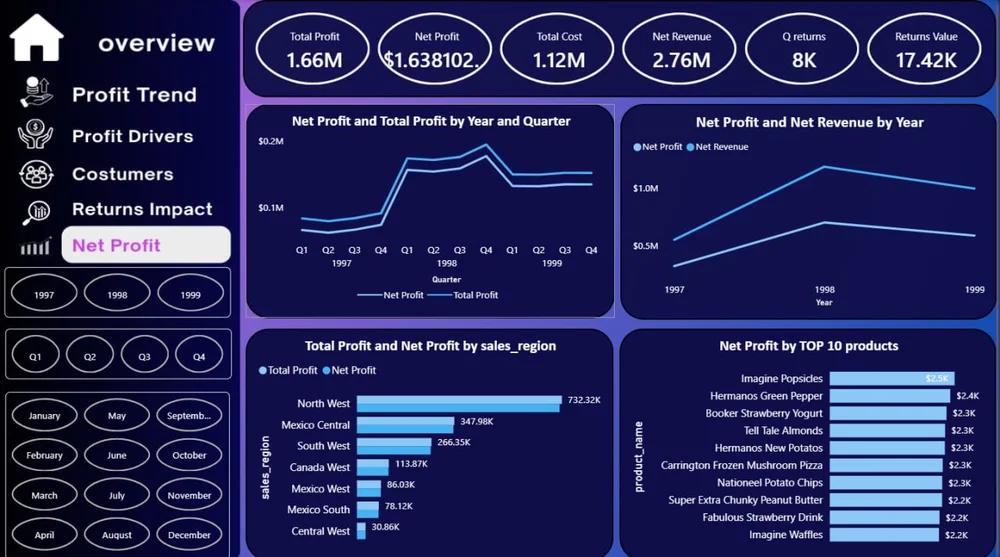 overview
Profit Trend
Profit Drivers
Costumers
Returns Impact
Net Profit
1997 1998 1999
Q1 Q2 Q3 Q4
January May Septemb...
February June October
March July November
April August December
Total Profit
1.66M
Net Profit
$1.638102.
Total Cost
1.12M
Net Revenue
2.76M
Q returns
8K
Returns Value
17.42K
Net Profit and Total Profit by Year and Quarter
$0.2M
$0.1M
Q1 Q2 Q3 Q4 Q1 Q2 Q3 Q4 Q1 Q2 Q3 Q4
1997 1998 1999
Quarter
Net Profit Total Profit
Net Profit and Net Revenue by Year
Net Profit Net Revenue
$1.0M
$0.5M
1997 1998 1999
Year
Total Profit and Net Profit by sales_region
Total Profit Net Profit
sales_region
North West 732.32K
Mexico Central 347.98K
South West 266.35K
Canada West 113.87K
Mexico West 86.03K
Mexico South 78.12K
Central West 30.86K
Net Profit by TOP 10 products
product_name
Imagine Popsicles $2.5K
Hermanos Green Pepper $2.4K
Booker Strawberry Yogurt $2.3K
Tell Tale Almonds $2.3K
Hermanos New Potatos $2.3K
Carrington Frozen Mushroom Pizza $2.3K
Nationeel Potato Chips $2.3K
Super Extra Chunky Peanut Butter $2.2K
Fabulous Strawberry Drink $2.2K
Imagine Waffles $2.2K